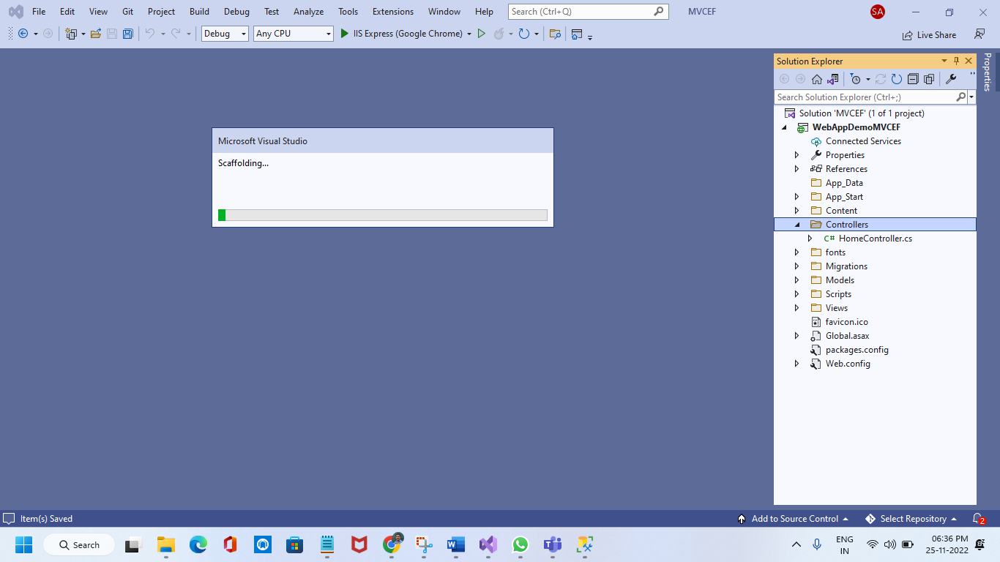 File Edit View Git Project Build Debug Test Analyze Tools Extensions Window Help Search (Ctrl+Q) MVCEF SA
Debug Any CPU IIS Express (Google Chrome) Live Share
Solution Explorer
Properties
Search Solution Explorer (Ctrl+;)
Solution 'MVCEF' (1 of 1 project)
WebAppDemoMVCEF
Connected Services
Properties
References
App_Data
App_Start
Content
Controllers
C# HomeController.cs
fonts
Migrations
Models
Scripts
Views
favicon.ico
Global.asax
packages.config
Web.config
Microsoft Visual Studio
Scaffolding...
Item(s) Saved Add to Source Control Select Repository 2
Search ENG 06:36 PM
IN 25-11-2022